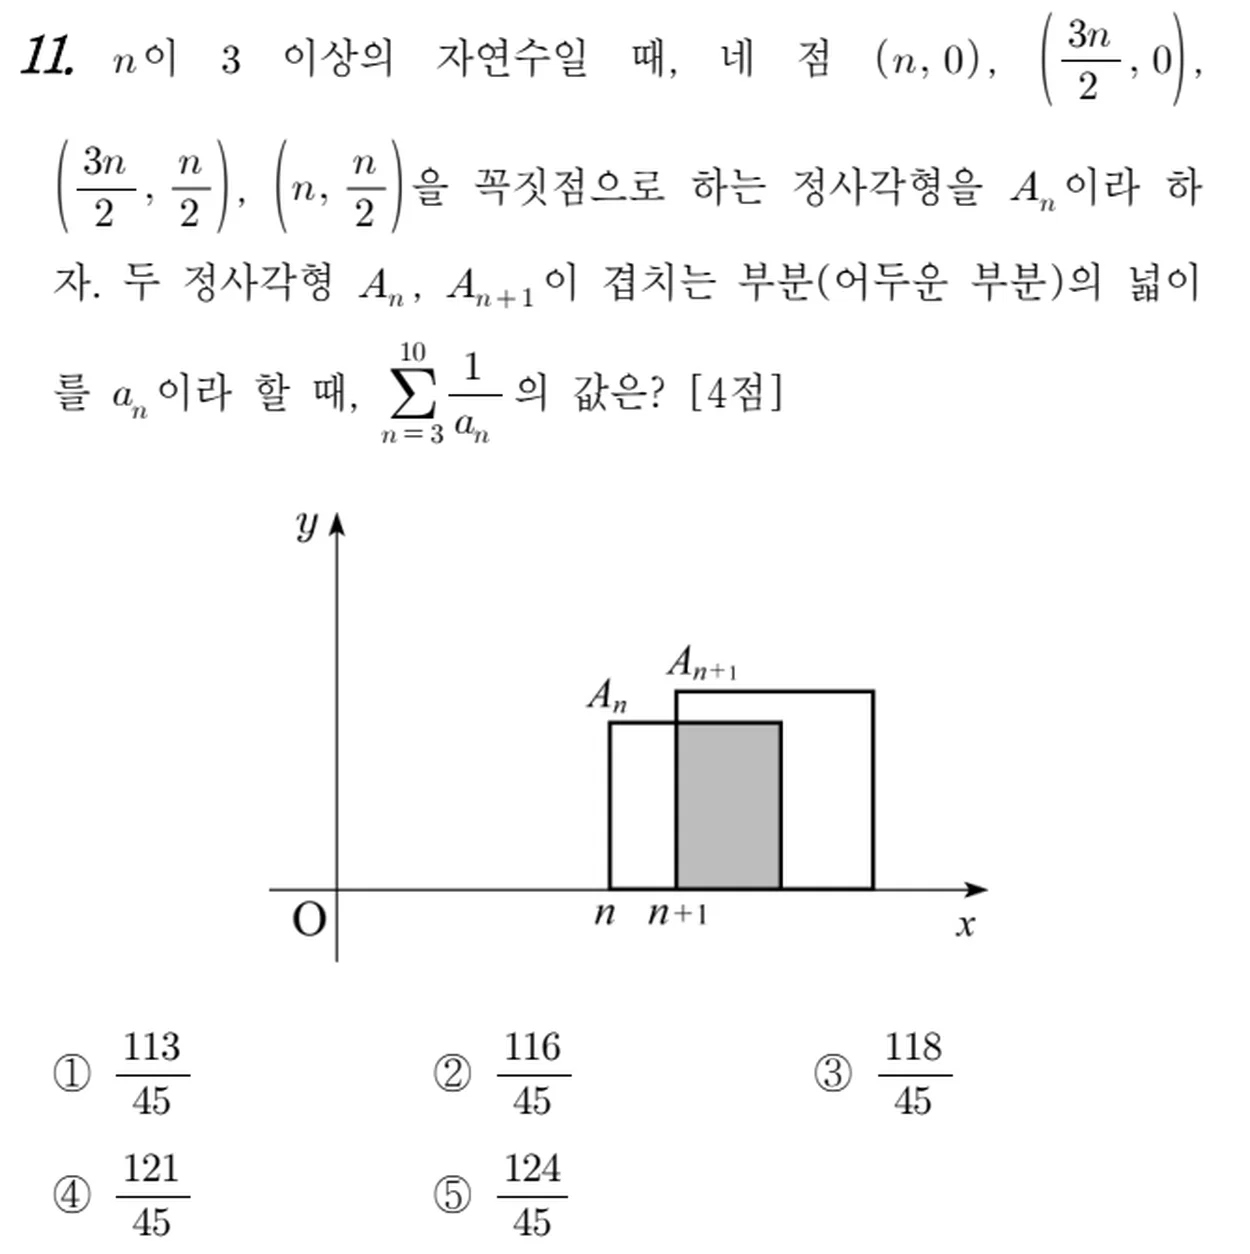 11. n이 3 이상의 자연수일 때, 네 점 (n, 0), (3n/2, 0),
(3n/2, n/2), (n, n/2)을 꼭짓점으로 하는 정사각형을 Aₙ이라 하
자. 두 정사각형 Aₙ, Aₙ₊₁이 겹치는 부분(어두운 부분)의 넓이
를 aₙ이라 할 때, ∑_{n=3}^{10} 1/aₙ의 값은? [4점]
y
Aₙ₊₁
Aₙ
O n n+1 x
① 113/45 ② 116/45 ③ 118/45
④ 121/45 ⑤ 124/45